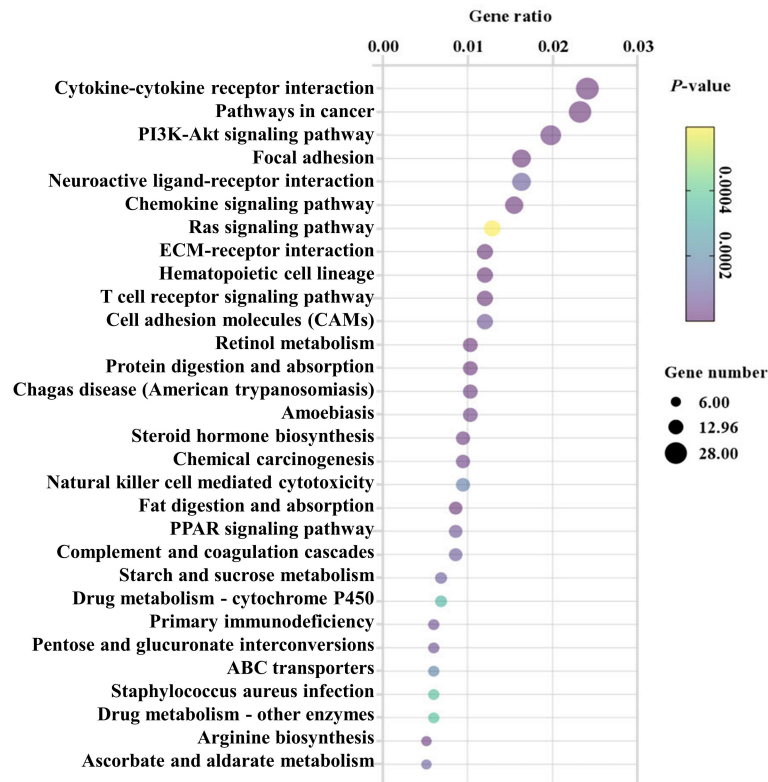 Gene ratio
0.00 0.01 0.02 0.03
Cytokine-cytokine receptor interaction
Pathways in cancer
PI3K-Akt signaling pathway
Focal adhesion
Neuroactive ligand-receptor interaction
Chemokine signaling pathway
Ras signaling pathway
ECM-receptor interaction
Hematopoietic cell lineage
T cell receptor signaling pathway
Cell adhesion molecules (CAMs)
Retinol metabolism
Protein digestion and absorption
Chagas disease (American trypanosomiasis)
Amoebiasis
Steroid hormone biosynthesis
Chemical carcinogenesis
Natural killer cell mediated cytotoxicity
Fat digestion and absorption
PPAR signaling pathway
Complement and coagulation cascades
Starch and sucrose metabolism
Drug metabolism - cytochrome P450
Primary immunodeficiency
Pentose and glucuronate interconversions
ABC transporters
Staphylococcus aureus infection
Drug metabolism - other enzymes
Arginine biosynthesis
Ascorbate and aldarate metabolism
P-value
0.0004
0.0002
Gene number
6.00
12.96
28.00